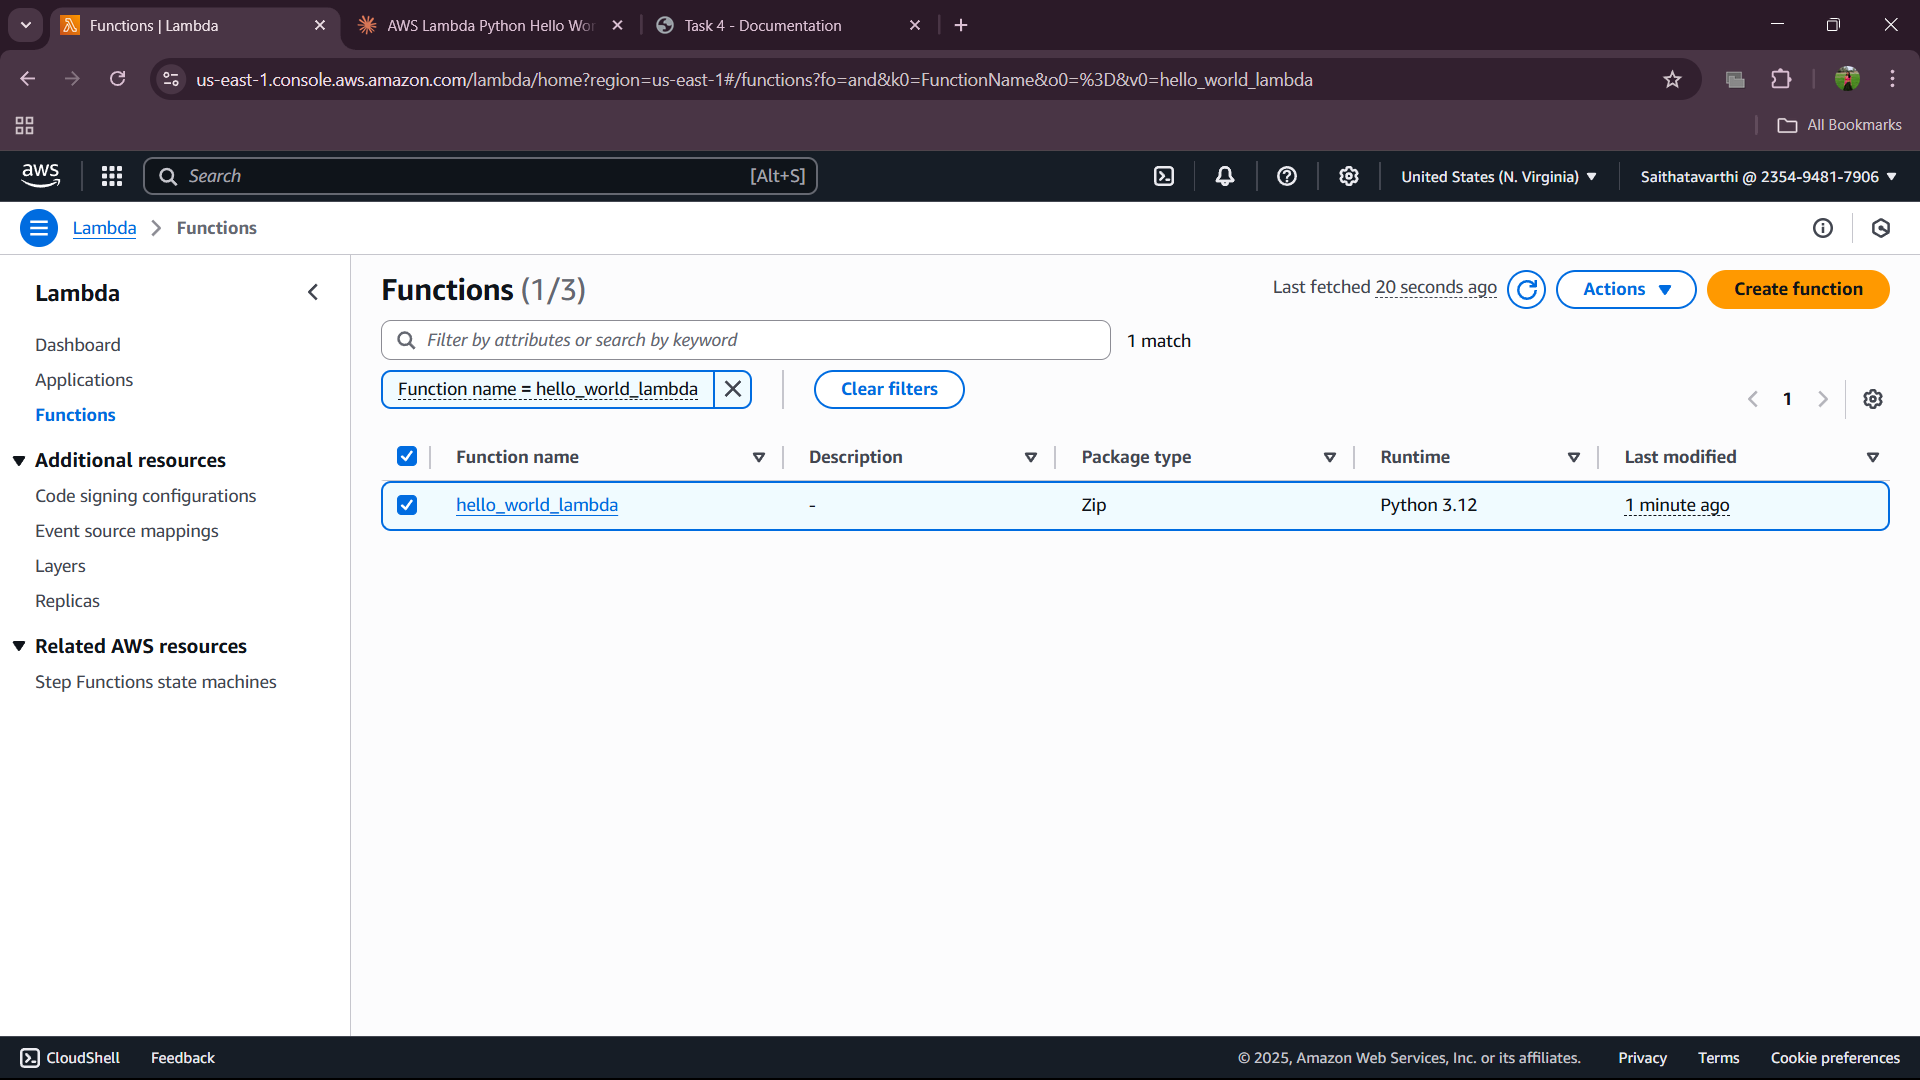 Functions | Lambda
AWS Lambda Python Hello Wor
Task 4 - Documentation
us-east-1.console.aws.amazon.com/lambda/home?region=us-east-1#/functions?fo=and&k0=FunctionName&o0=%3D&v0=hello_world_lambda
All Bookmarks
aws
Search
[Alt+S]
United States (N. Virginia)
Saithatavarthi @ 2354-9481-7906
Lambda
Functions
Lambda
Dashboard
Applications
Functions
Additional resources
Code signing configurations
Event source mappings
Layers
Replicas
Related AWS resources
Step Functions state machines
Functions (1/3)
Last fetched 20 seconds ago
Actions
Create function
Filter by attributes or search by keyword
1 match
Function name = hello_world_lambda
Clear filters
1
Function name
Description
Package type
Runtime
Last modified
hello_world_lambda
-
Zip
Python 3.12
1 minute ago
CloudShell
Feedback
© 2025, Amazon Web Services, Inc. or its affiliates.
Privacy
Terms
Cookie preferences